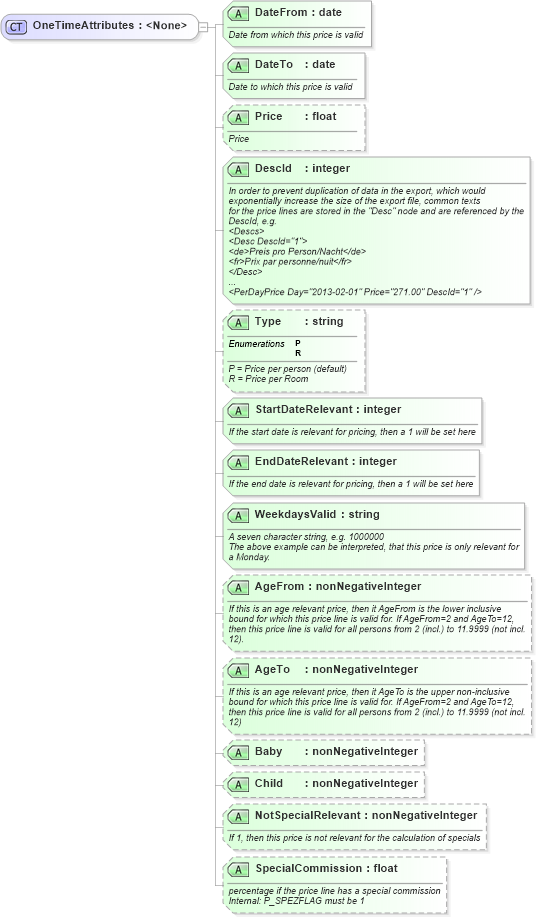 CT OneTimeAttributes : <None>
A DateFrom : date
Date from which this price is valid
A DateTo : date
Date to which this price is valid
A Price : float
Price
A DescId : integer
In order to prevent duplication of data in the export, which would
exponentially increase the size of the export file, common texts
for the price lines are stored in the "Desc" node and are referenced by the
DescId, e.g.
<Descs>
<Desc DescId="1">
<de>Preis pro Person/Nacht</de>
<fr>Prix par personne/nuit</fr>
</Desc>
...
<PerDayPrice Day="2013-02-01" Price="271.00" DescId="1" />
A Type : string
Enumerations P
R
P = Price per person (default)
R = Price per Room
A StartDateRelevant : integer
If the start date is relevant for pricing, then a 1 will be set here
A EndDateRelevant : integer
If the end date is relevant for pricing, then a 1 will be set here
A WeekdaysValid : string
A seven character string, e.g. 1000000
The above example can be interpreted, that this price is only relevant for
a Monday.
A AgeFrom : nonNegativeInteger
If this is an age relevant price, then it AgeFrom is the lower inclusive
bound for which this price line is valid for. If AgeFrom=2 and AgeTo=12,
then this price line is valid for all persons from 2 (incl.) to 11.9999 (not incl.
12).
A AgeTo : nonNegativeInteger
If this is an age relevant price, then it AgeTo is the upper non-inclusive
bound for which this price line is valid for. If AgeFrom=2 and AgeTo=12,
then this price line is valid for all persons from 2 (incl.) to 11.9999 (not incl.
12)
A Baby : nonNegativeInteger
A Child : nonNegativeInteger
A NotSpecialRelevant : nonNegativeInteger
If 1, then this price is not relevant for the calculation of specials
A SpecialCommission : float
percentage if the price line has a special commission
Internal: P_SPEZFLAG must be 1